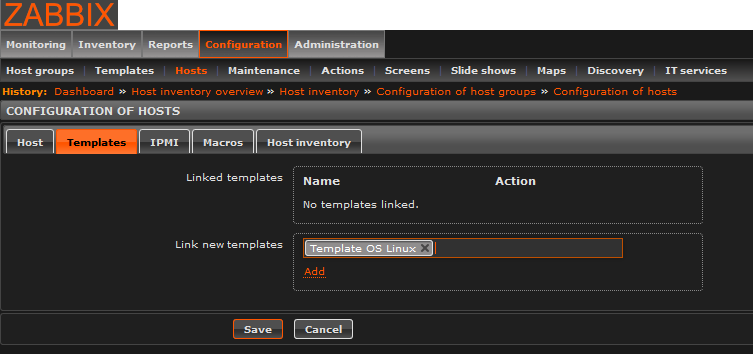 ZABBIX
Monitoring Inventory Reports Configuration Administration
Host groups Templates Hosts Maintenance Actions Screens Slide shows Maps Discovery IT services
History: Dashboard » Host inventory overview » Host inventory » Configuration of host groups » Configuration of hosts
CONFIGURATION OF HOSTS
Host Templates IPMI Macros Host inventory
Linked templates Name Action
No templates linked.
Link new templates Template OS Linux
Add
Save Cancel